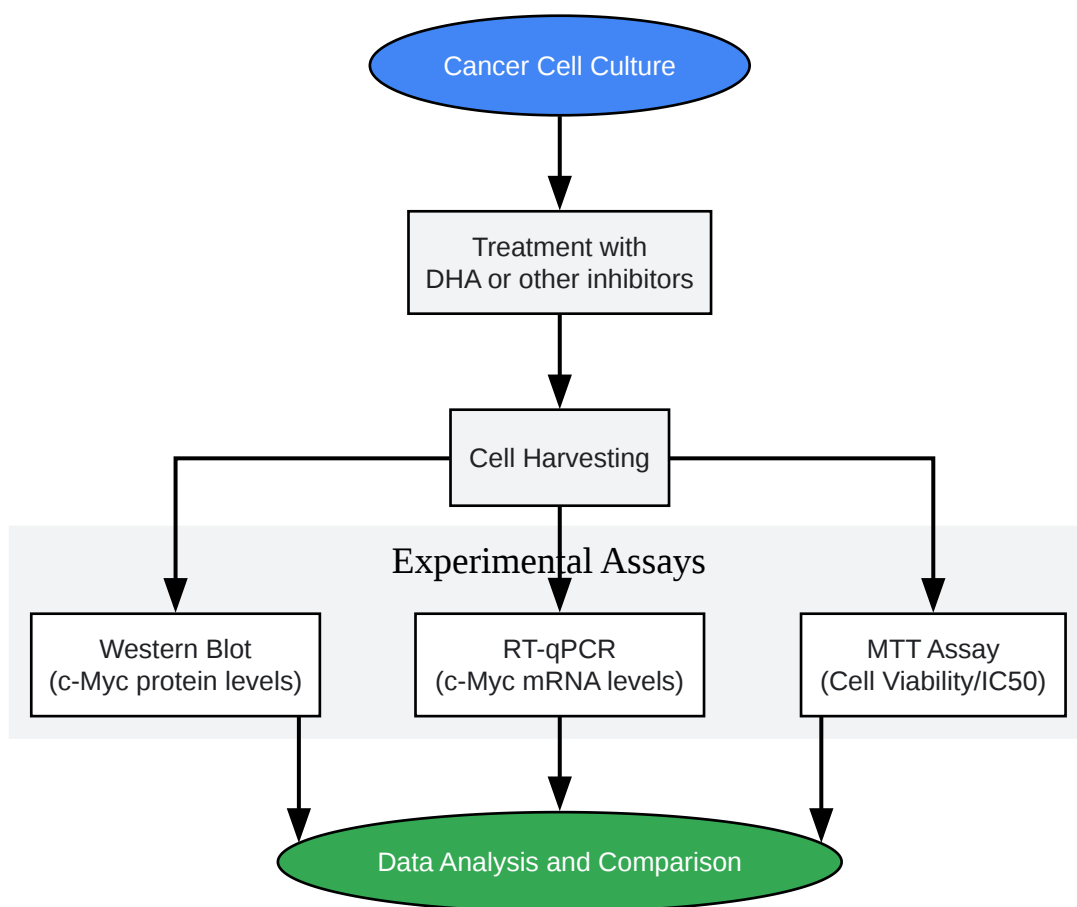 Cancer Cell Culture
Treatment with
DHA or other inhibitors
Cell Harvesting
Experimental Assays
Western Blot
(c-Myc protein levels)
RT-qPCR
(c-Myc mRNA levels)
MTT Assay
(Cell Viability/IC50)
Data Analysis and Comparison